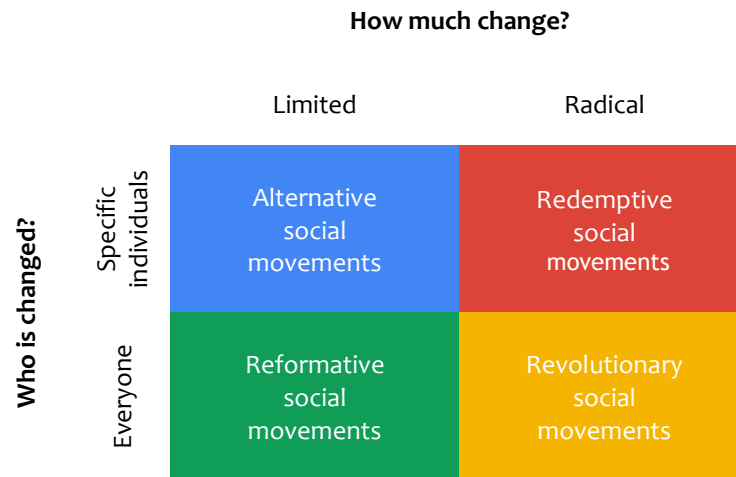 How much change?
Limited
Radical
Who is changed?
Specific
individuals
Alternative
social
movements
Redemptive
social
movements
Everyone
Reformative
social
movements
Revolutionary
social
movements